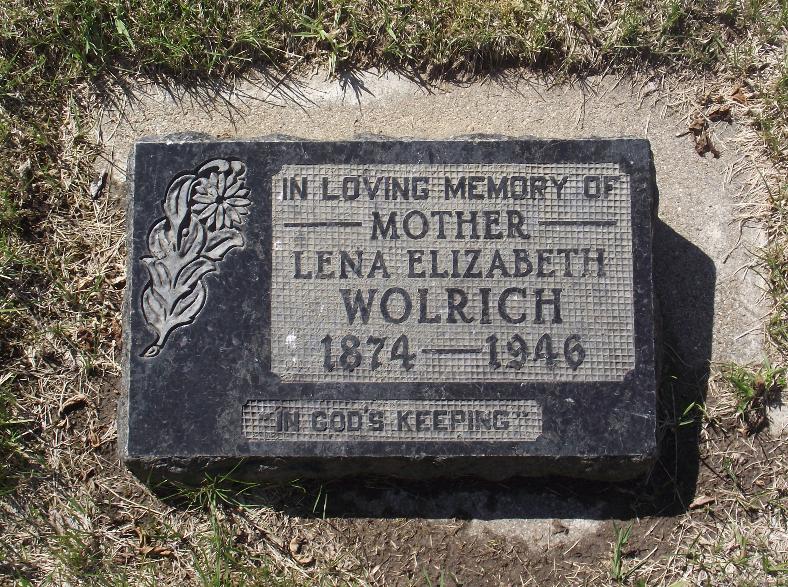 IN LOVING MEMORY OF
MOTHER
LENA ELIZABETH
WOLRICH
1874 — 1946
"IN GOD'S KEEPING"